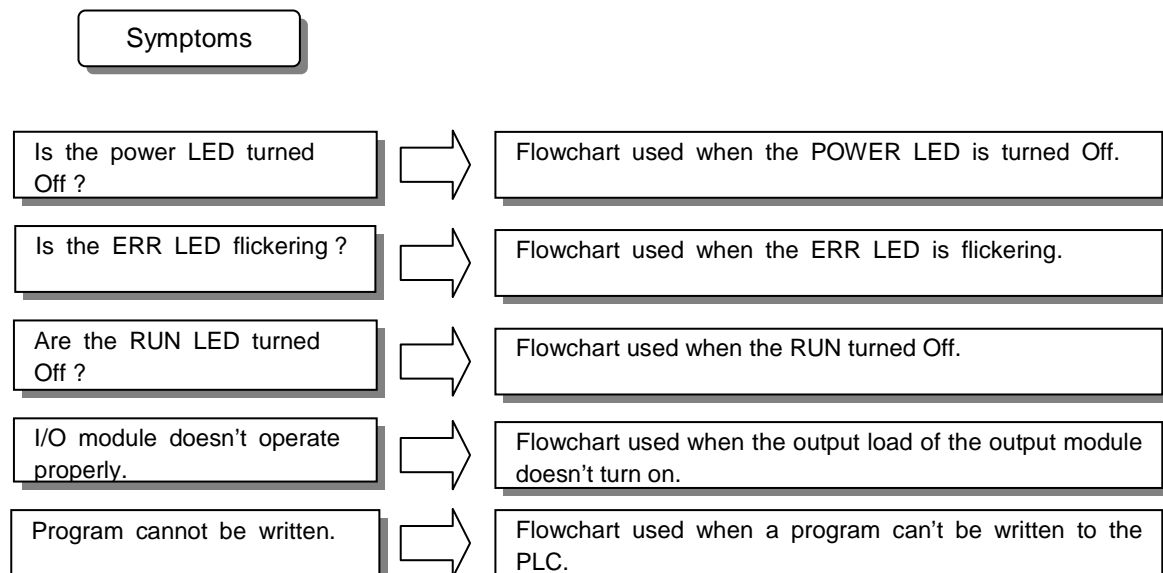 Symptoms
Is the power LED turned
Off ?
Flowchart used when the POWER LED is turned Off.
Is the ERR LED flickering ?
Flowchart used when the ERR LED is flickering.
Are the RUN LED turned
Off ?
Flowchart used when the RUN turned Off.
I/O module doesn't operate
properly.
Flowchart used when the output load of the output module
doesn't turn on.
Program cannot be written.
Flowchart used when a program can't be written to the
PLC.